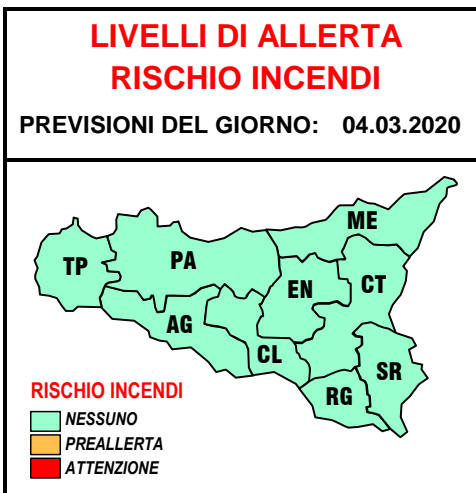 LIVELLI DI ALLERTA
RISCHIO INCENDI
PREVISIONI DEL GIORNO: 04.03.2020
ME
PA
TP
EN
CT
AG
CL
SR
RG
RISCHIO INCENDI
NESSUNO
PREALLERTA
ATTENZIONE